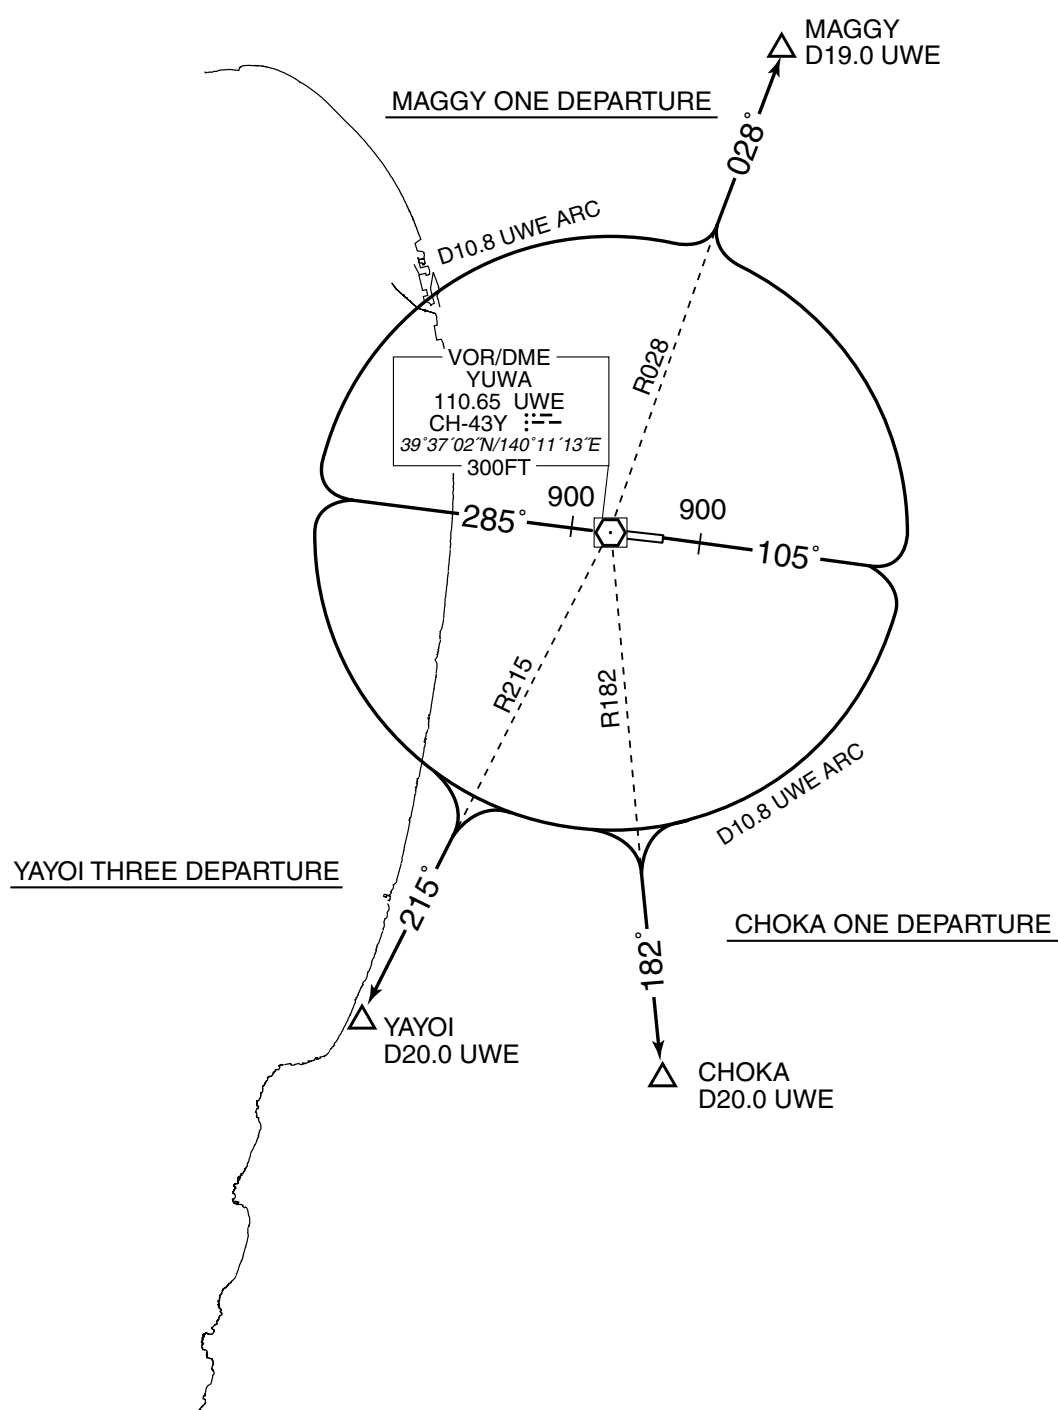 MAGGY
D19.0 UWE
MAGGY ONE DEPARTURE
028°
D10.8 UWE ARC
R028
VOR/DME
YUWA
110.65 UWE
CH-43Y
39°37´02˝N/140°11´13˝E
300FT
900
900
285°
105°
R215
R182
D10.8 UWE ARC
YAYOI THREE DEPARTURE
215°
CHOKA ONE DEPARTURE
182°
YAYOI
D20.0 UWE
CHOKA
D20.0 UWE